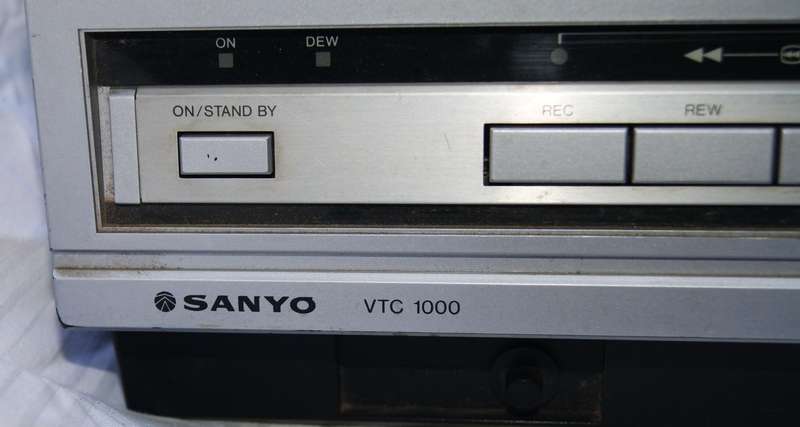 ON DEW
ON/STAND BY REC REW
SANYO VTC 1000